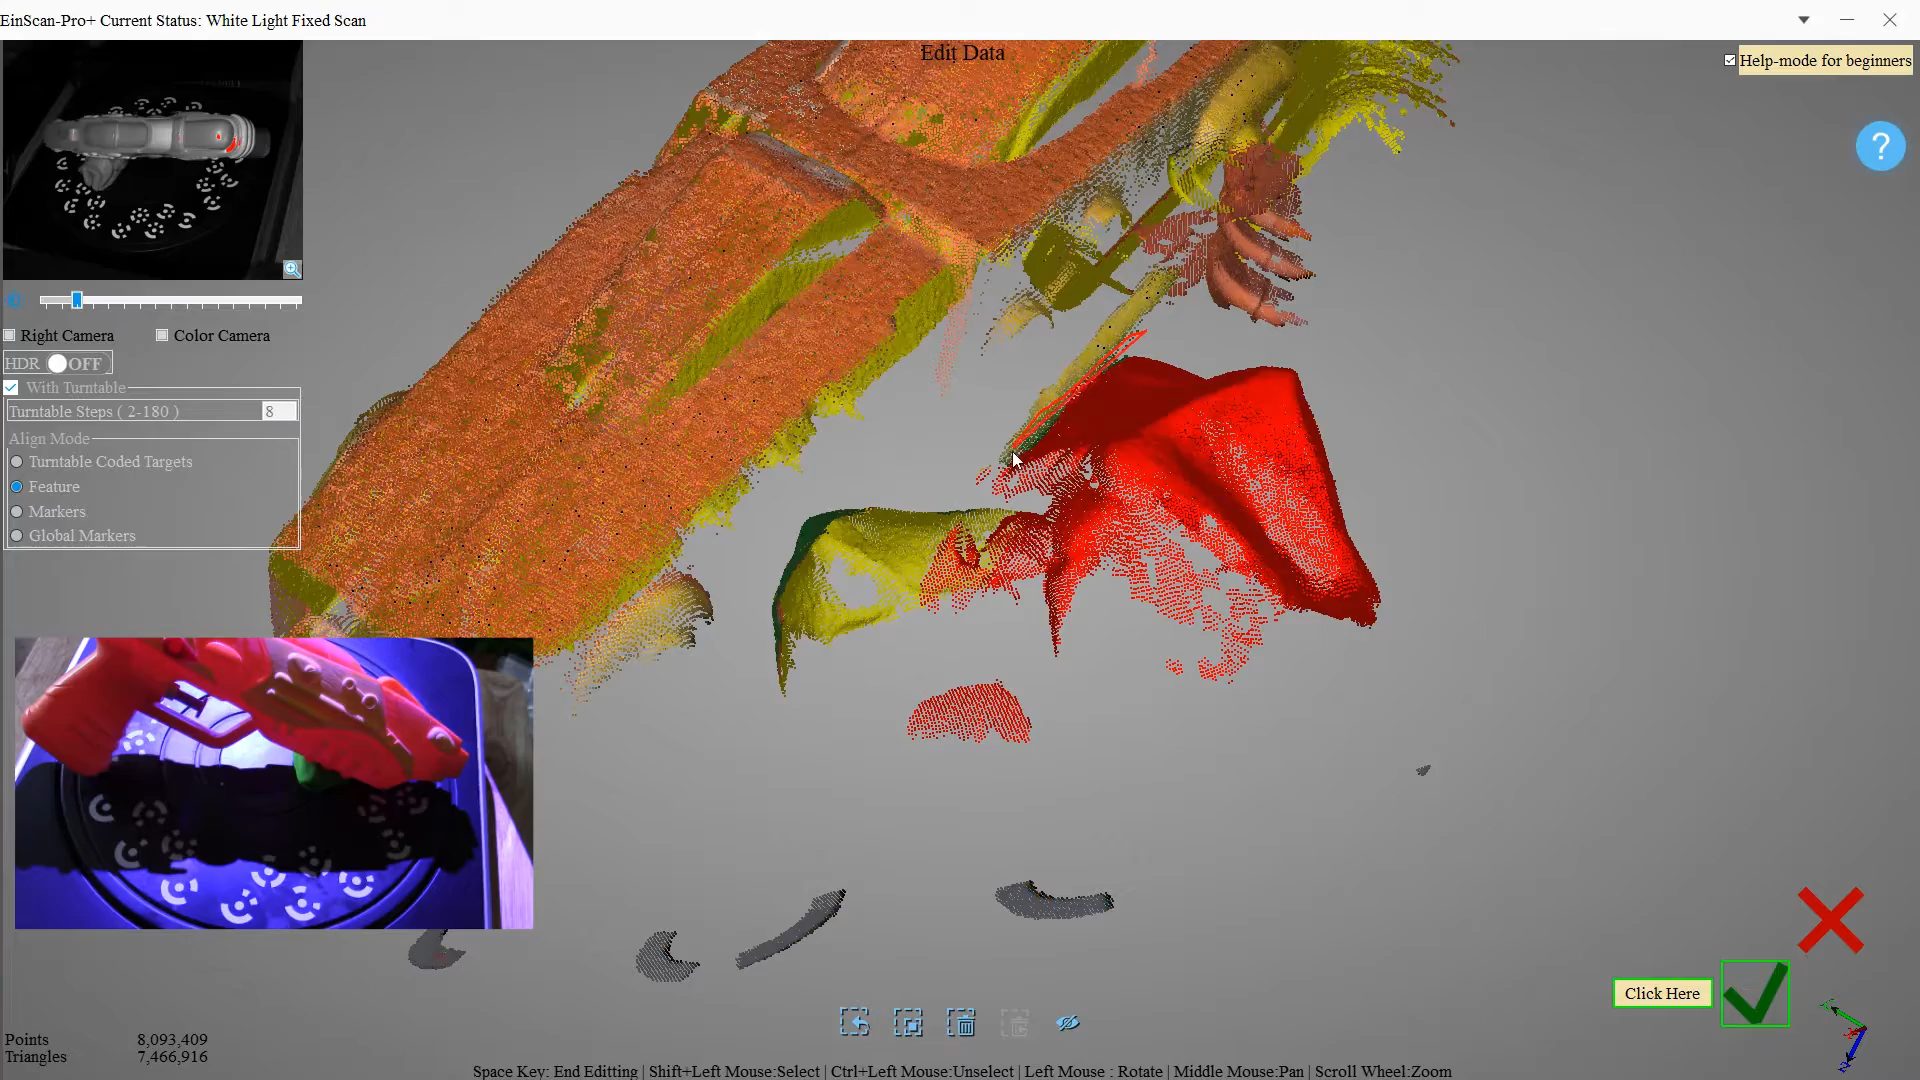 EinScan-Pro+ Current Status: White Light Fixed Scan
Edit Data
Help-mode for beginners
?
Right Camera
Color Camera
HDR OFF
With Turntable
Turntable Steps ( 2-180 ) 8
Align Mode
Turntable Coded Targets
Feature
Markers
Global Markers
Click Here
Points 8,093,409
Triangles 7,466,916
Space Key: End Editting | Shift+Left Mouse:Select | Ctrl+Left Mouse:Unselect | Left Mouse : Rotate | Middle Mouse:Pan | Scroll Wheel:Zoom